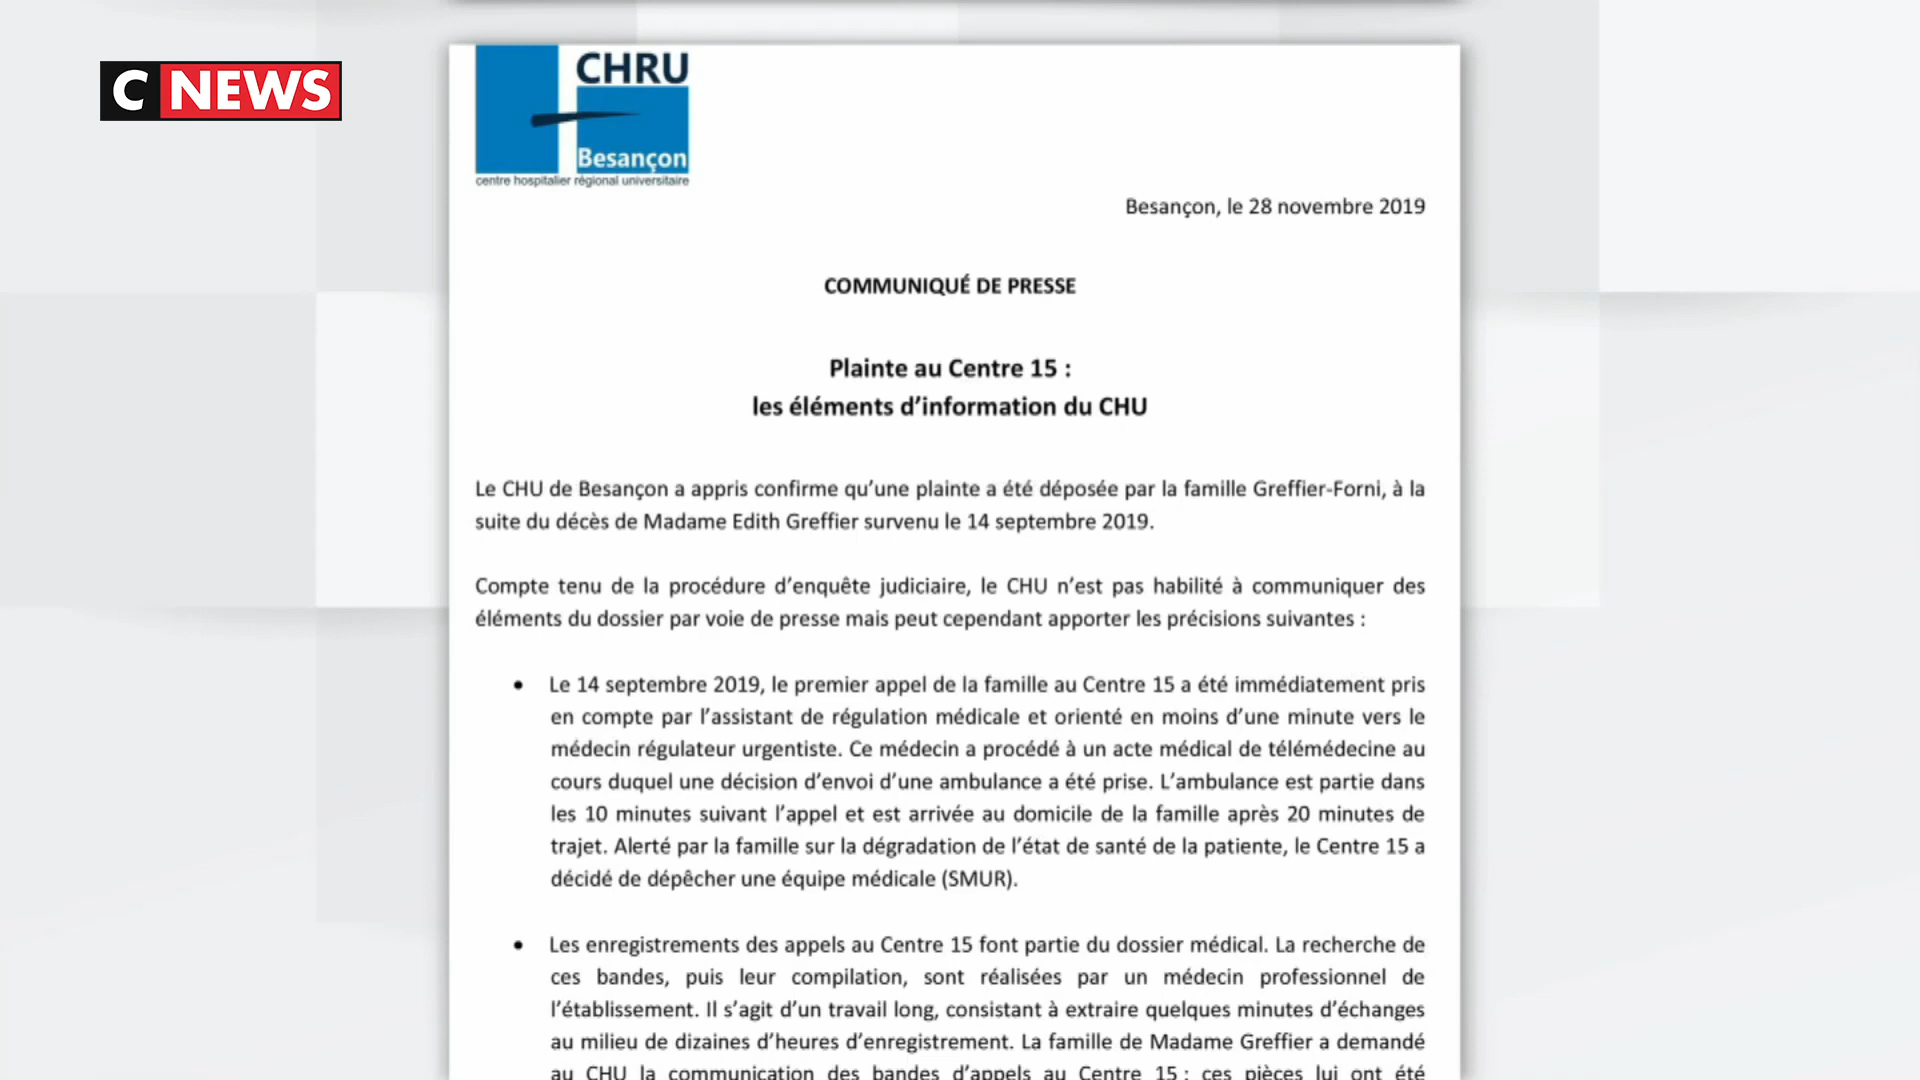 C NEWS
CHRU
Besançon
centre hospitalier régional universitaire
Besançon, le 28 novembre 2019
COMMUNIQUÉ DE PRESSE
Plainte au Centre 15 :
les éléments d’information du CHU
Le CHU de Besançon a appris confirme qu’une plainte a été déposée par la famille Greffier-Forni, à la
suite du décès de Madame Edith Greffier survenu le 14 septembre 2019.
Compte tenu de la procédure d’enquête judiciaire, le CHU n’est pas habilité à communiquer des
éléments du dossier par voie de presse mais peut cependant apporter les précisions suivantes :
• Le 14 septembre 2019, le premier appel de la famille au Centre 15 a été immédiatement pris
en compte par l’assistant de régulation médicale et orienté en moins d’une minute vers le
médecin régulateur urgentiste. Ce médecin a procédé à un acte médical de télémédecine au
cours duquel une décision d’envoi d’une ambulance a été prise. L’ambulance est partie dans
les 10 minutes suivant l’appel et est arrivée au domicile de la famille après 20 minutes de
trajet. Alerté par la famille sur la dégradation de l’état de santé de la patiente, le Centre 15 a
décidé de dépêcher une équipe médicale (SMUR).
• Les enregistrements des appels au Centre 15 font partie du dossier médical. La recherche de
ces bandes, puis leur compilation, sont réalisées par un médecin professionnel de
l’établissement. Il s’agit d’un travail long, consistant à extraire quelques minutes d’échanges
au milieu de dizaines d’heures d’enregistrement. La famille de Madame Greffier a demandé
au CHU la communication des bandes d’appels au Centre 15 ; ces pièces lui ont été